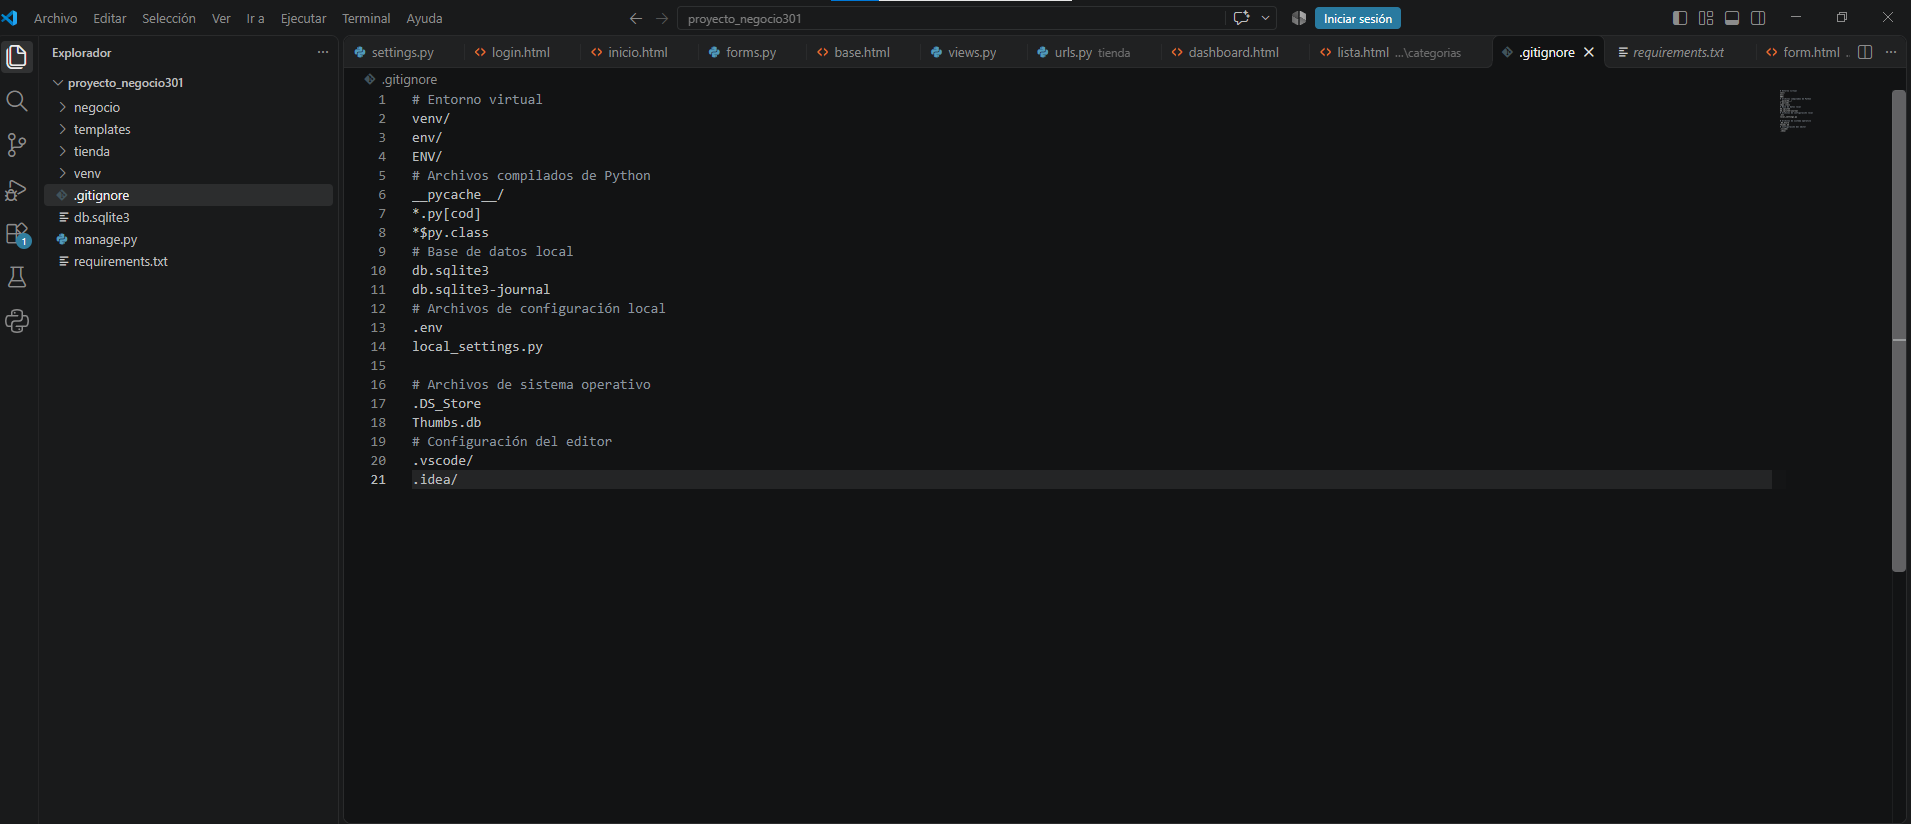 Archivo Editar Selección Ver Ir a Ejecutar Terminal Ayuda
proyecto_negocio301
Iniciar sesión
Explorador
proyecto_negocio301
negocio
templates
tienda
venv
.gitignore
db.sqlite3
manage.py
requirements.txt
1
settings.py login.html inicio.html forms.py base.html views.py urls.py tienda dashboard.html lista.html ...\categorias .gitignore requirements.txt form.html
.gitignore
1 # Entorno virtual
2 venv/
3 env/
4 ENV/
5 # Archivos compilados de Python
6 __pycache__/
7 *.py[cod]
8 *$py.class
9 # Base de datos local
10 db.sqlite3
11 db.sqlite3-journal
12 # Archivos de configuración local
13 .env
14 local_settings.py
15
16 # Archivos de sistema operativo
17 .DS_Store
18 Thumbs.db
19 # Configuración del editor
20 .vscode/
21 .idea/